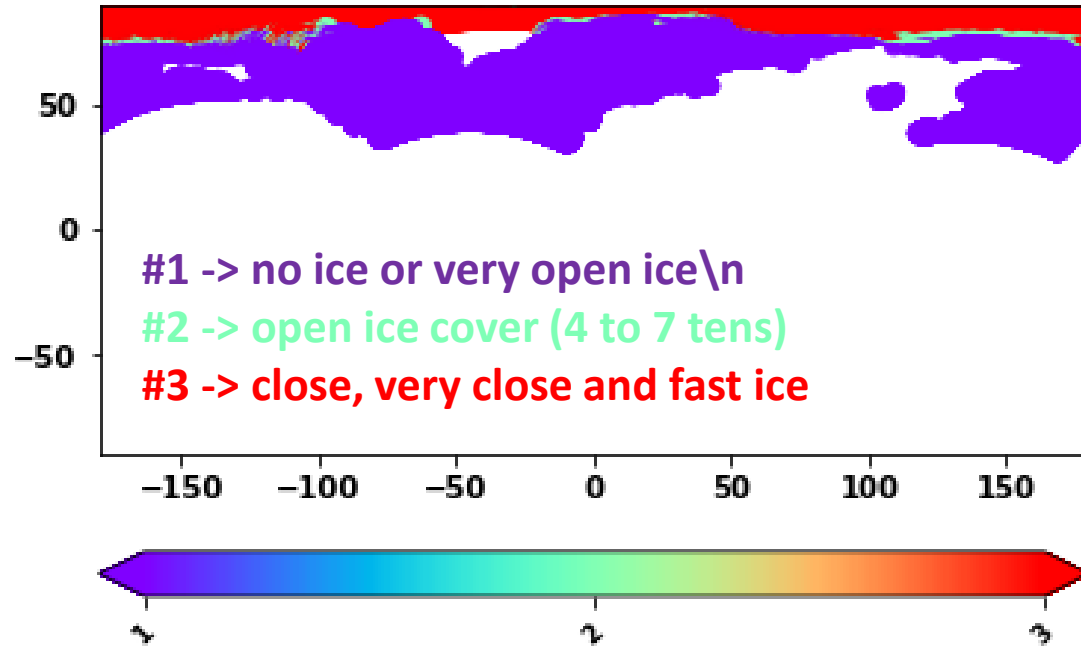 50
0
−50
#1 -> no ice or very open ice\n
#2 -> open ice cover (4 to 7 tens)
#3 -> close, very close and fast ice
−150 −100 −50 0 50 100 150
1 2 3